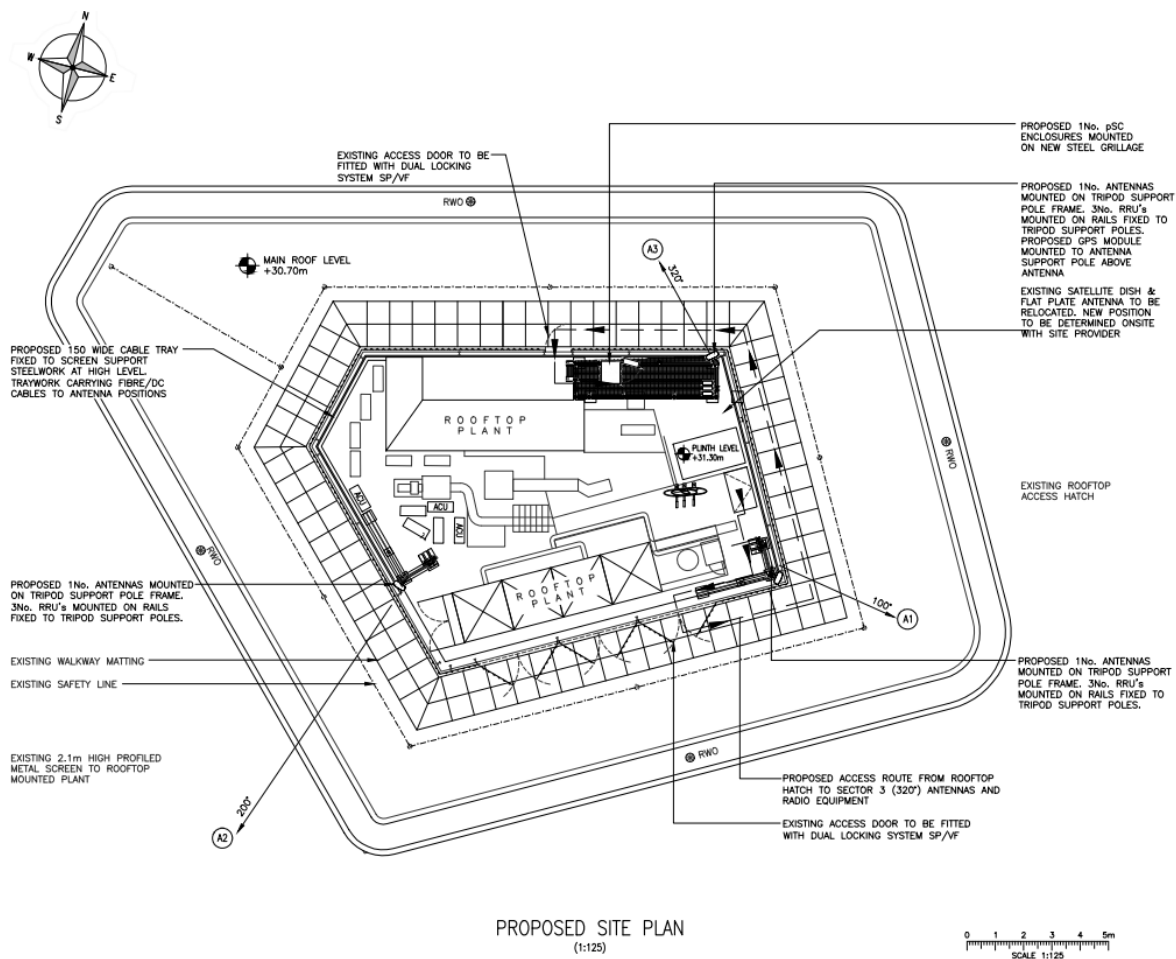 N
W
E
S
PROPOSED 1No. pSC
ENCLOSURES MOUNTED
ON NEW STEEL GRILLAGE
EXISTING ACCESS DOOR TO BE
FITTED WITH DUAL LOCKING
SYSTEM SP/VF
PROPOSED 1No. ANTENNAS
MOUNTED ON TRIPOD SUPPORT
POLE FRAME. 3No. RRU's
MOUNTED ON RAILS FIXED TO
TRIPOD SUPPORT POLES.
PROPOSED GPS MODULE
MOUNTED TO ANTENNA
SUPPORT POLE ABOVE
ANTENNA
RWO
A3
320°
MAIN ROOF LEVEL
+30.70m
EXISTING SATELLITE DISH &
FLAT PLATE ANTENNA TO BE
RELOCATED. NEW POSITION
TO BE DETERMINED ONSITE
WITH SITE PROVIDER
PROPOSED 150 WIDE CABLE TRAY
FIXED TO SCREEN SUPPORT
STEELWORK AT HIGH LEVEL.
TRAYWORK CARRYING FIBRE/DC
CABLES TO ANTENNA POSITIONS
ROOFTOP
PLANT
PLINTH LEVEL
+31.30m
RWO
EXISTING ROOFTOP
ACCESS HATCH
ACU
ACU
ACU
RWO
ROOFTOP
PLANT
PROPOSED 1No. ANTENNAS MOUNTED
ON TRIPOD SUPPORT POLE FRAME.
3No. RRU's MOUNTED ON RAILS
FIXED TO TRIPOD SUPPORT POLES.
100°
A1
EXISTING WALKWAY MATTING
EXISTING SAFETY LINE
PROPOSED 1No. ANTENNAS
MOUNTED ON TRIPOD SUPPORT
POLE FRAME. 3No. RRU's
MOUNTED ON RAILS FIXED TO
TRIPOD SUPPORT POLES.
EXISTING 2.1m HIGH PROFILED
METAL SCREEN TO ROOFTOP
MOUNTED PLANT
RWO
PROPOSED ACCESS ROUTE FROM ROOFTOP
HATCH TO SECTOR 3 (320°) ANTENNAS AND
RADIO EQUIPMENT
200°
A2
EXISTING ACCESS DOOR TO BE FITTED
WITH DUAL LOCKING SYSTEM SP/VF
PROPOSED SITE PLAN
(1:125)
0 1 2 3 4 5m
SCALE 1:125